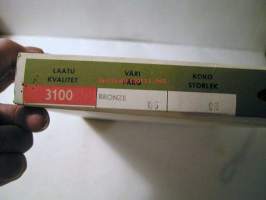 LAATU VÄRI KOKO
KVALITET FÄRG STORLEK
3100 BRONZE